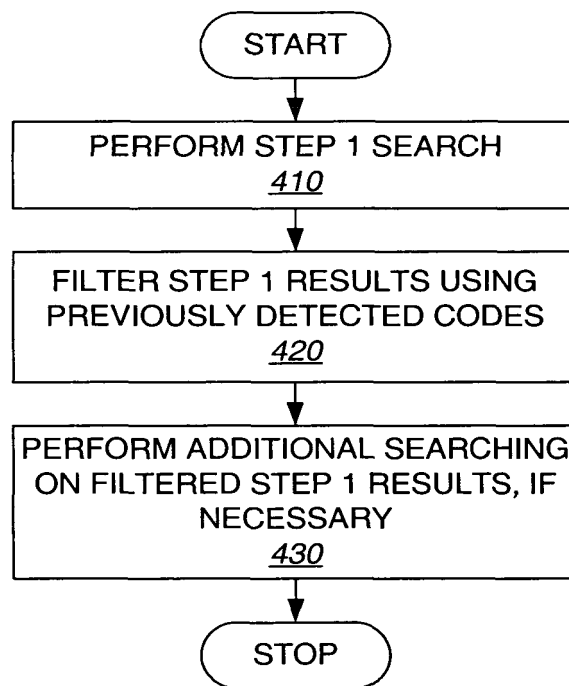 START
PERFORM STEP 1 SEARCH
410
FILTER STEP 1 RESULTS USING
PREVIOUSLY DETECTED CODES
420
PERFORM ADDITIONAL SEARCHING
ON FILTERED STEP 1 RESULTS, IF
NECESSARY
430
STOP